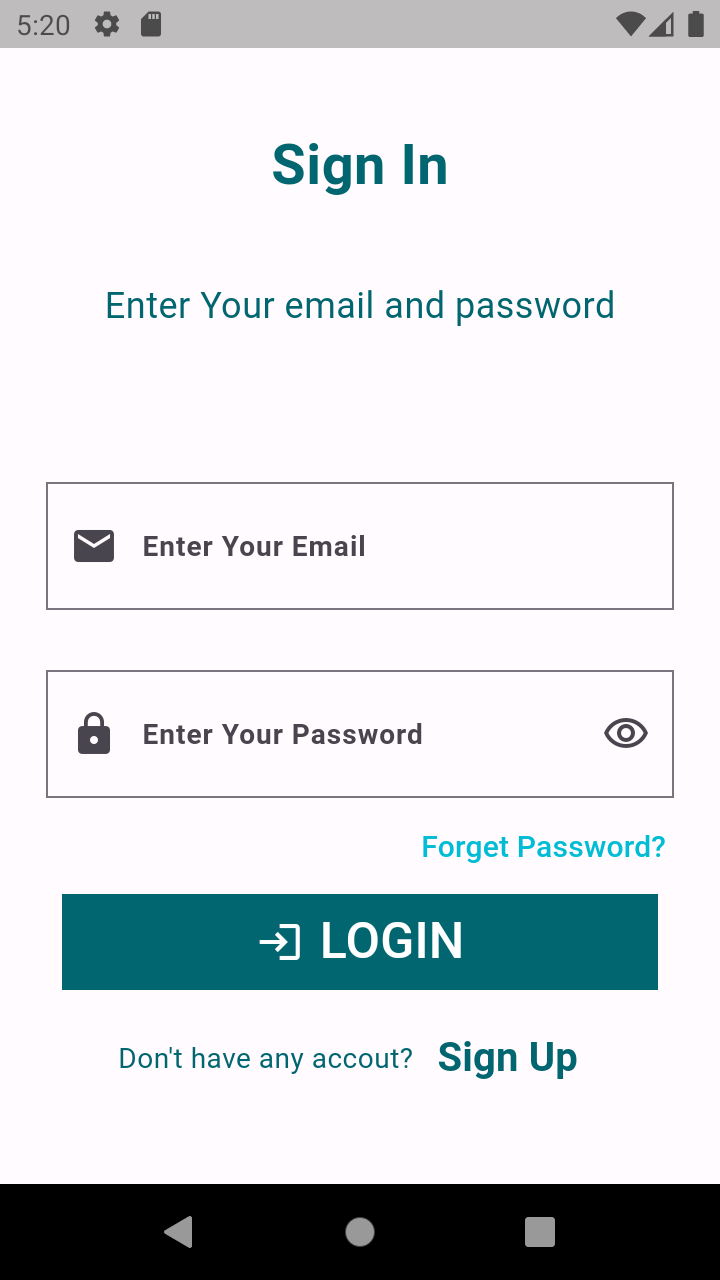 5:20
Sign In
Enter Your email and password
Enter Your Email
Enter Your Password
Forget Password?
LOGIN
Don't have any accout? Sign Up